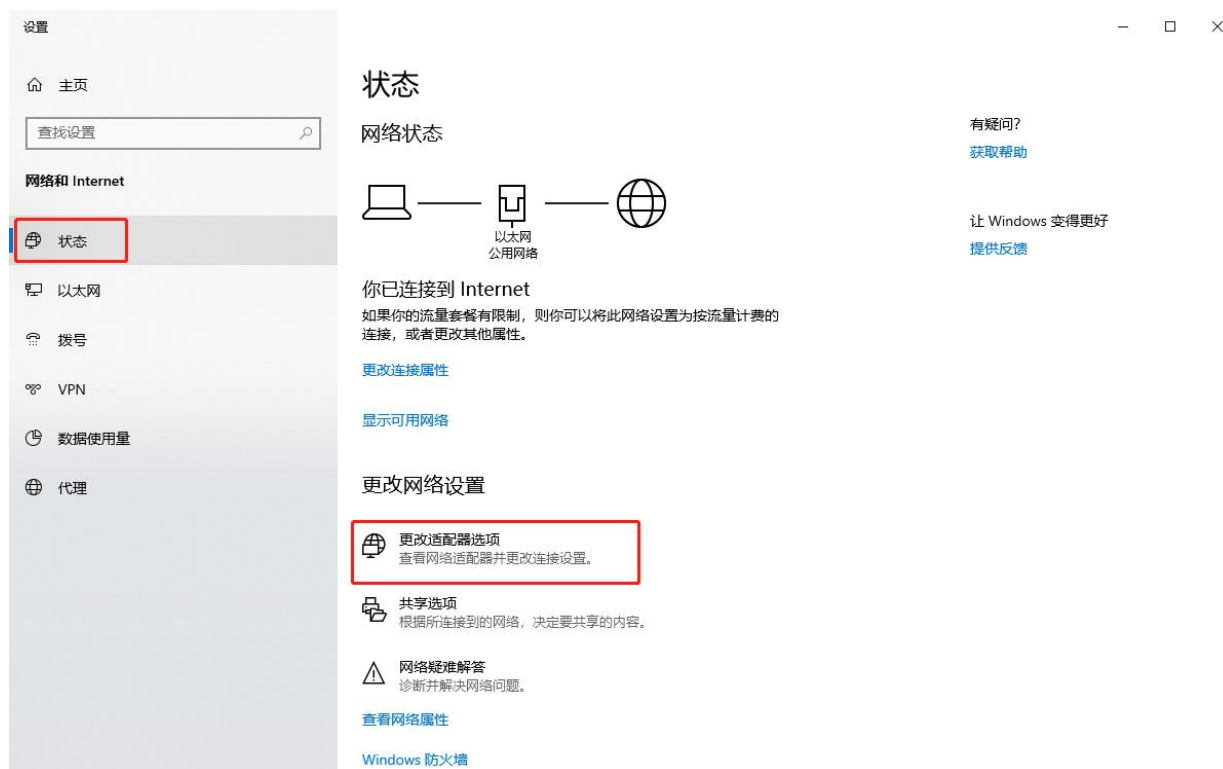 设置
主页
查找设置
网络和 Internet
状态
以太网
拨号
VPN
数据使用量
代理
状态
网络状态
以太网
公用网络
你已连接到 Internet
如果你的流量套餐有限制，则你可以将此网络设置为按流量计费的
连接，或者更改其他属性。
更改连接属性
显示可用网络
更改网络设置
更改适配器选项
查看网络适配器并更改连接设置。
共享选项
根据所连接到的网络，决定要共享的内容。
网络疑难解答
诊断并解决网络问题。
查看网络属性
Windows 防火墙
有疑问?
获取帮助
让 Windows 变得更好
提供反馈